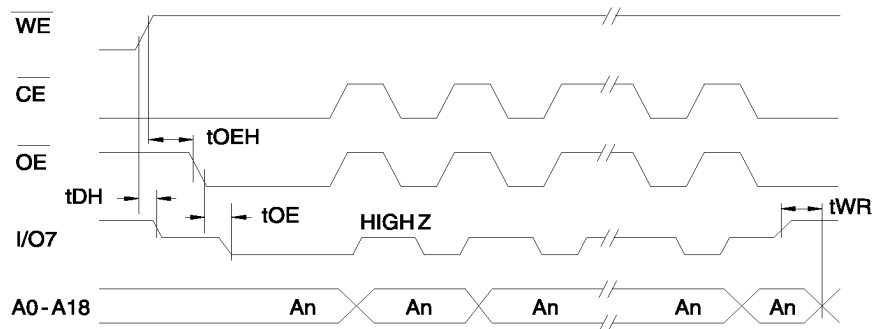 WE
CE
tOEH
OE
tDH
tOE
tWR
I/O7
HIGH Z
A0-A18
An
An
An
An
An